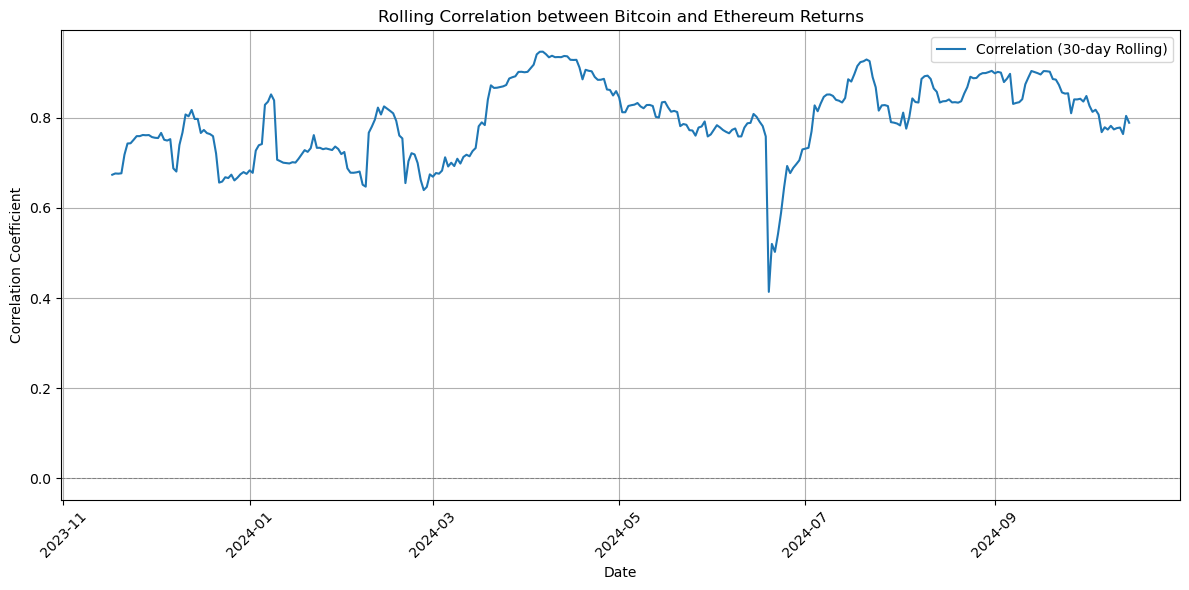 Rolling Correlation between Bitcoin and Ethereum Returns
Correlation (30-day Rolling)
Correlation Coefficient
0.8
0.6
0.4
0.2
0.0
2023-11
2024-01
2024-03
2024-05
2024-07
2024-09
Date